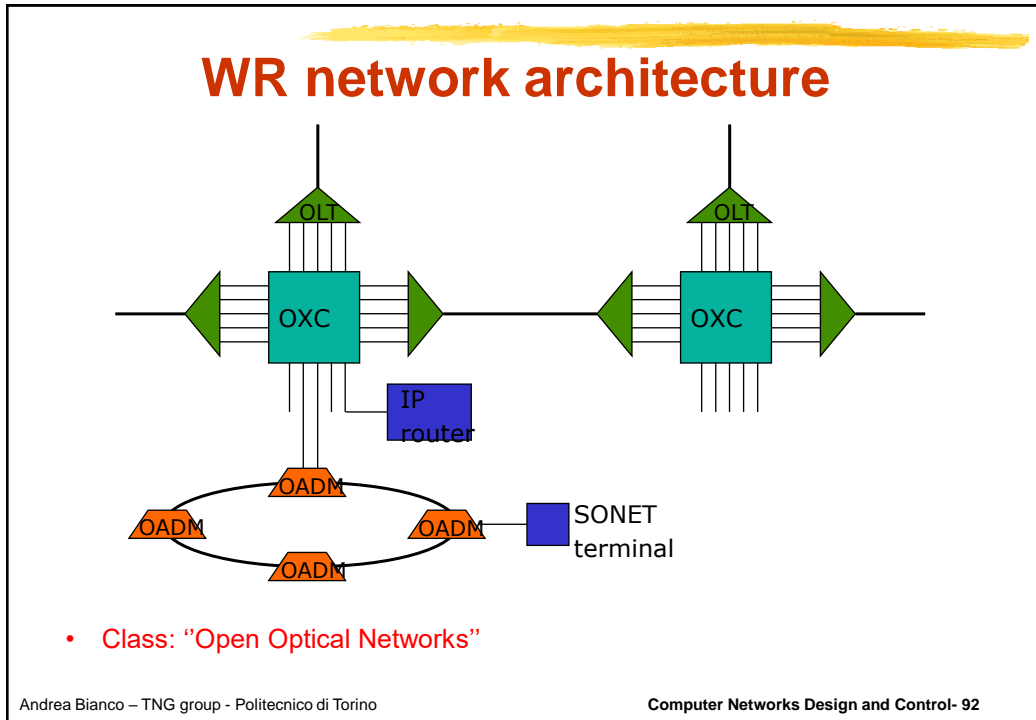 WR network architecture
OLT
OLT
OXC
OXC
IP
router
OADM
OADM
OADM
SONET
terminal
OADM
• Class: ‘’Open Optical Networks’’
Andrea Bianco – TNG group - Politecnico di Torino
Computer Networks Design and Control- 92